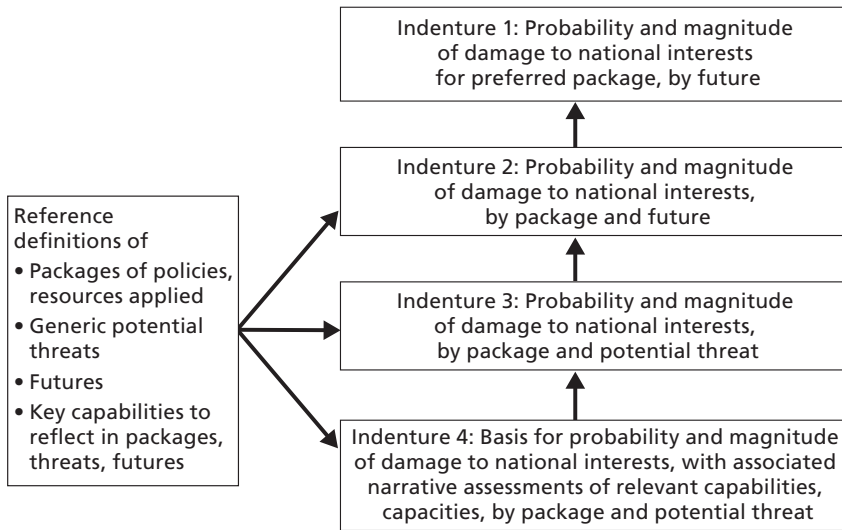 Indenture 1: Probability and magnitude
of damage to national interests
for preferred package, by future
Indenture 2: Probability and magnitude
of damage to national interests,
by package and future
Reference
definitions of
• Packages of policies,
resources applied
• Generic potential
threats
• Futures
• Key capabilities to
reflect in packages,
threats, futures
Indenture 3: Probability and magnitude
of damage to national interests,
by package and potential threat
Indenture 4: Basis for probability and magnitude
of damage to national interests, with associated
narrative assessments of relevant capabilities,
capacities, by package and potential threat